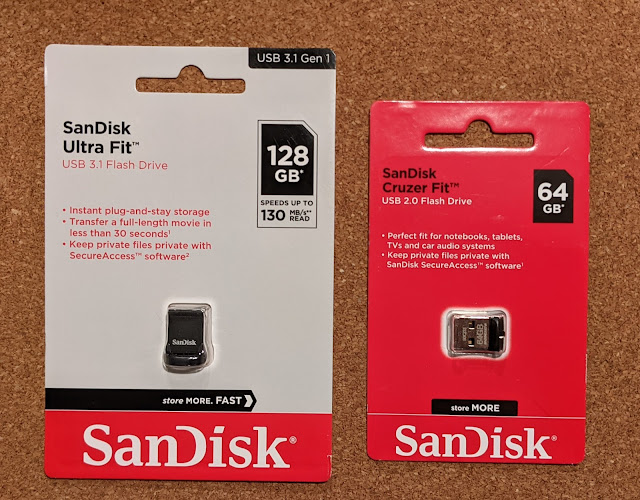 USB 3.1 Gen 1
SanDisk
Ultra Fit™
USB 3.1 Flash Drive
128
GB*
SPEEDS UP TO
130 MB/s**
READ
• Instant plug-and-stay storage
• Transfer a full-length movie in
less than 30 seconds¹
• Keep private files private with
SecureAccess™ software²
SanDisk
store MORE. FAST
SanDisk®
SanDisk
Cruzer Fit™
USB 2.0 Flash Drive
64
GB*
• Perfect fit for notebooks, tablets,
TVs and car audio systems
• Keep private files private with
SanDisk SecureAccess™ software¹
64GB
store MORE
SanDisk®